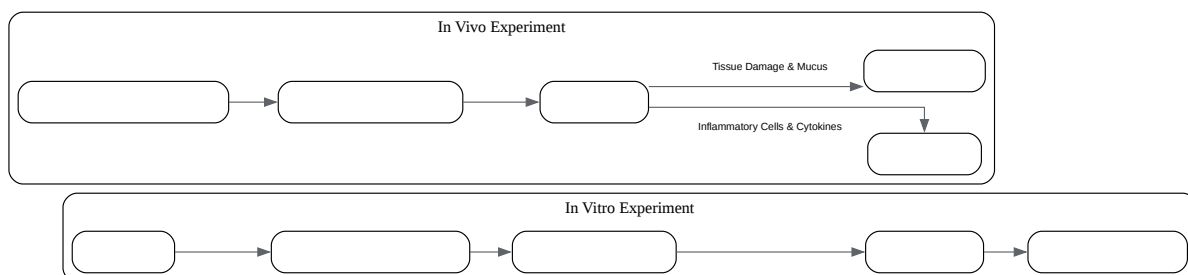 In Vivo Experiment
Tissue Damage & Mucus
Inflammatory Cells & Cytokines
In Vitro Experiment